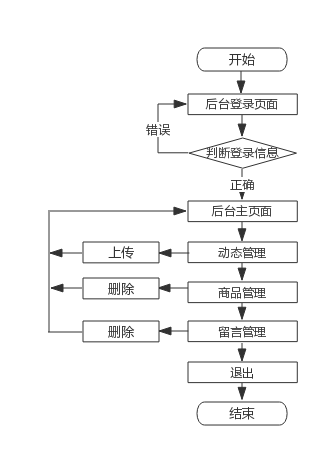 开始
后台登录页面
错误
判断登录信息
正确
后台主页面
上传
动态管理
删除
商品管理
删除
留言管理
退出
结束